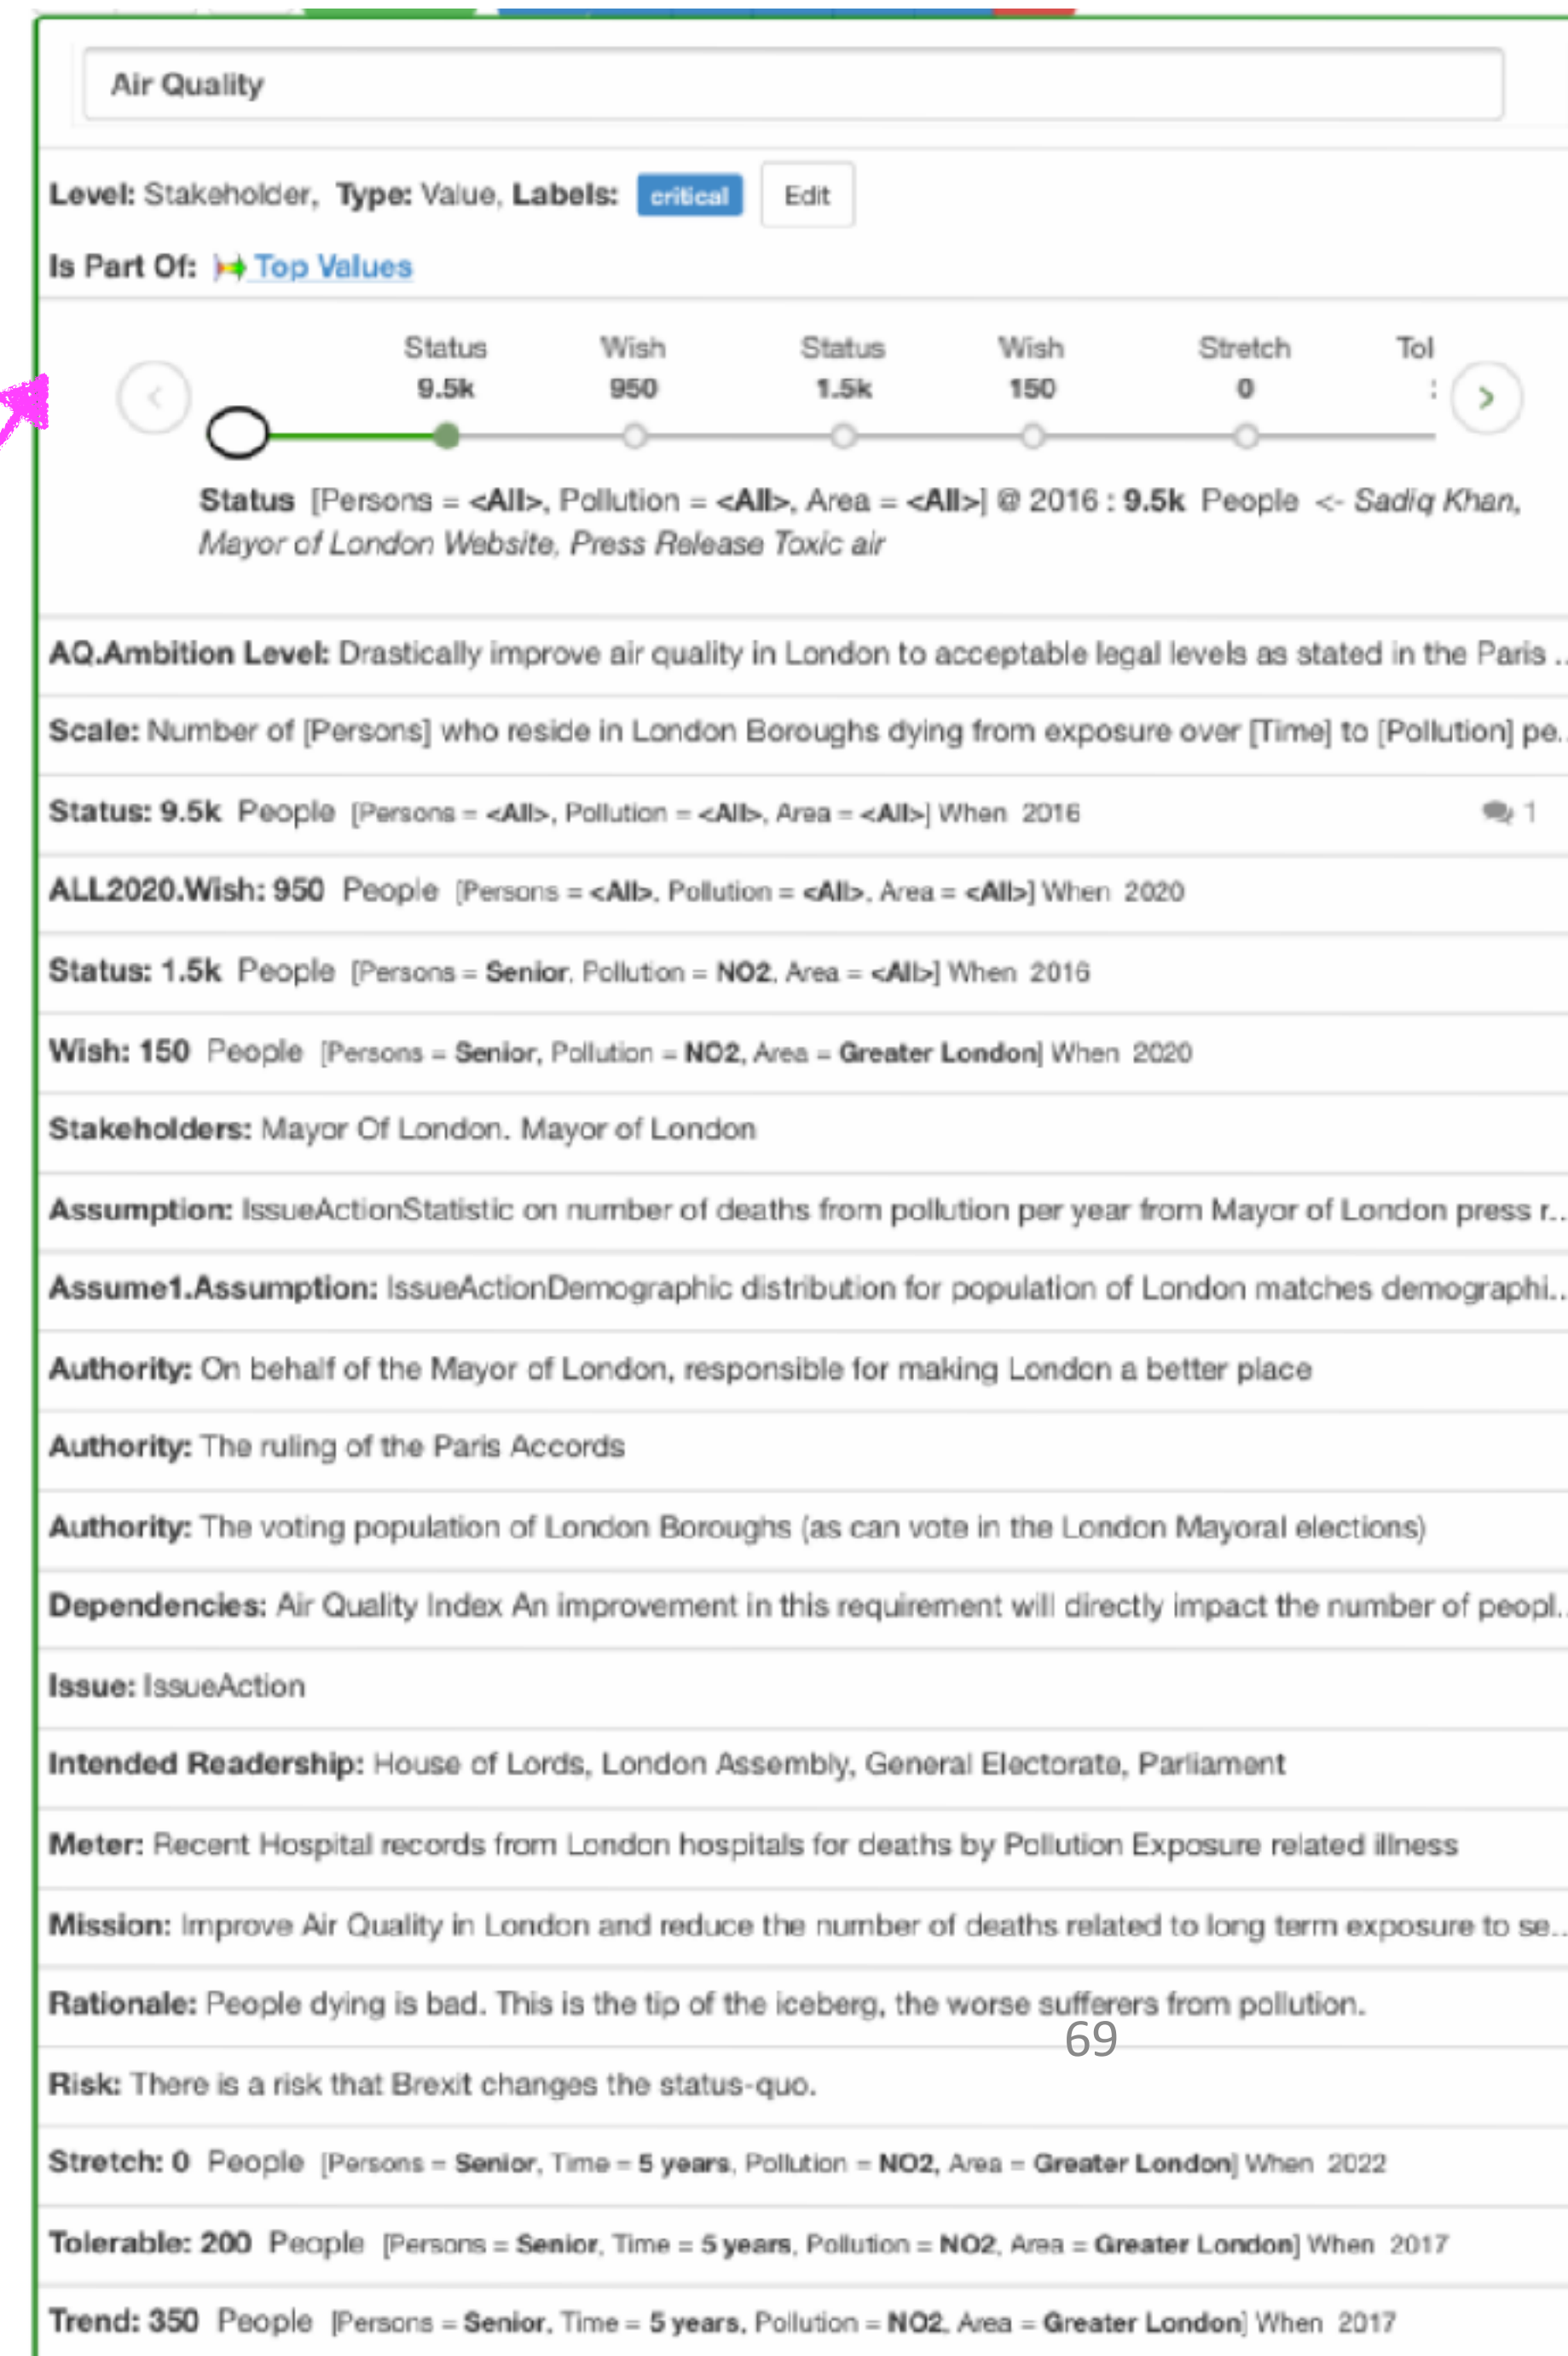 Air Quality
Level: Stakeholder, Type: Value, Labels: critical Edit
Is Part Of: Top Values
Status Wish Status Wish Stretch Tol
9.5k 950 1.5k 150 0
Status [Persons = <All>, Pollution = <All>, Area = <All>] @ 2016 : 9.5k People <- Sadiq Khan,
Mayor of London Website, Press Release Toxic air
AQ.Ambition Level: Drastically improve air quality in London to acceptable legal levels as stated in the Paris ..
Scale: Number of [Persons] who reside in London Boroughs dying from exposure over [Time] to [Pollution] pe..
Status: 9.5k People [Persons = <All>, Pollution = <All>, Area = <All>] When 2016 1
ALL2020.Wish: 950 People [Persons = <All>, Pollution = <All>, Area = <All>] When 2020
Status: 1.5k People [Persons = Senior, Pollution = NO2, Area = <All>] When 2016
Wish: 150 People [Persons = Senior, Pollution = NO2, Area = Greater London] When 2020
Stakeholders: Mayor Of London. Mayor of London
Assumption: IssueActionStatistic on number of deaths from pollution per year from Mayor of London press r...
Assume1.Assumption: IssueActionDemographic distribution for population of London matches demographi...
Authority: On behalf of the Mayor of London, responsible for making London a better place
Authority: The ruling of the Paris Accords
Authority: The voting population of London Boroughs (as can vote in the London Mayoral elections)
Dependencies: Air Quality Index An improvement in this requirement will directly impact the number of peopl..
Issue: IssueAction
Intended Readership: House of Lords, London Assembly, General Electorate, Parliament
Meter: Recent Hospital records from London hospitals for deaths by Pollution Exposure related illness
Mission: Improve Air Quality in London and reduce the number of deaths related to long term exposure to se...
Rationale: People dying is bad. This is the tip of the iceberg, the worse sufferers from pollution.
69
Risk: There is a risk that Brexit changes the status-quo.
Stretch: 0 People [Persons = Senior, Time = 5 years, Pollution = NO2, Area = Greater London] When 2022
Tolerable: 200 People [Persons = Senior, Time = 5 years, Pollution = NO2, Area = Greater London] When 2017
Trend: 350 People [Persons = Senior, Time = 5 years, Pollution = NO2, Area = Greater London] When 2017